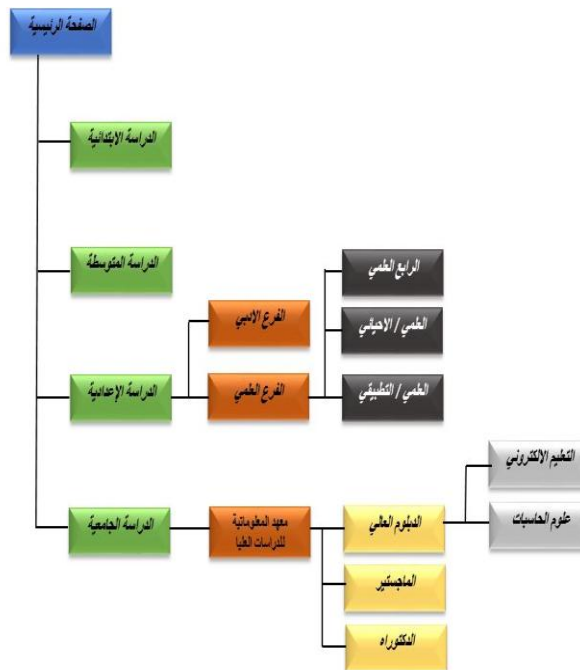 الصفحة الرئيسية
الدراسة الابتدائية
الدراسة المتوسطة
الرابع العلمي
الفرع الادبي
العلمي / الاحيائي
الدراسة الإعدادية
الفرع العلمي
العلمي / التطبيقي
التعليم الالكتروني
الدراسة الجامعية
معهد المعلوماتية
للدراسات العليا
الدبلوم العالي
علوم الحاسبات
الماجستير
الدكتوراه